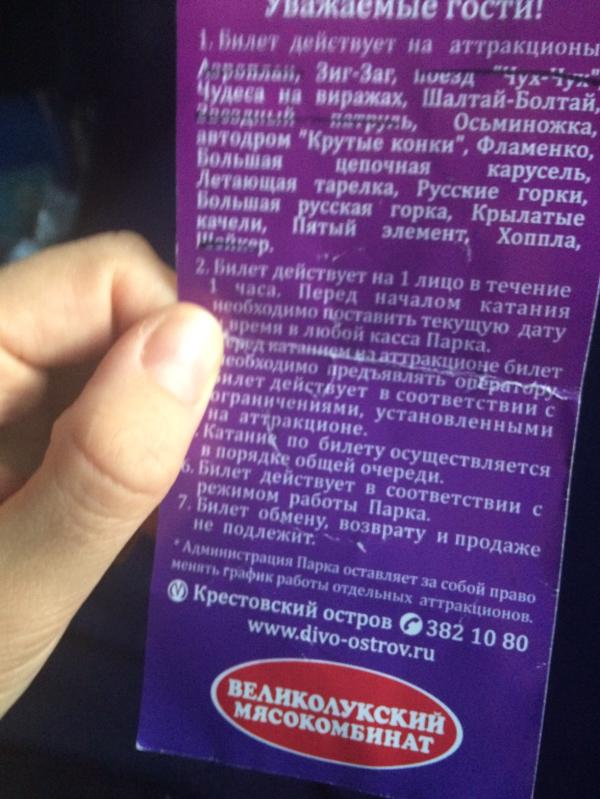 Уважаемые гости!
1. Билет действует на аттракционы
Аэроплан, Зиг-Заг, поезд "Чух-Чух"
Чудеса на виражах, Шалтай-Болтай,
Звездный патруль, Осьминожка,
автодром "Крутые конки", Фламенко,
Большая цепочная карусель,
Летающая тарелка, Русские горки,
Большая русская горка, Крылатые
качели, Пятый элемент, Хоппла,
Шейкер.
2. Билет действует на 1 лицо в течение
1 часа. Перед началом катания
необходимо поставить текущую дату
время в любой касса Парка.
ред катанием на аттракционе билет
необходимо предъявлять оператору
Билет действует в соответствии с
ограничениями, установленными
на аттракционе.
. Катание по билету осуществляется
в порядке общей очереди.
6. Билет действует в соответствии с
режимом работы Парка.
7. Билет обмену, возврату и продаже
не подлежит.
* Администрация Парка оставляет за собой право
менять график работы отдельных аттракционов.
Крестовский остров 382 10 80
www.divo-ostrov.ru
ВЕЛИКОЛУКСКИЙ
МЯСОКОМБИНАТ